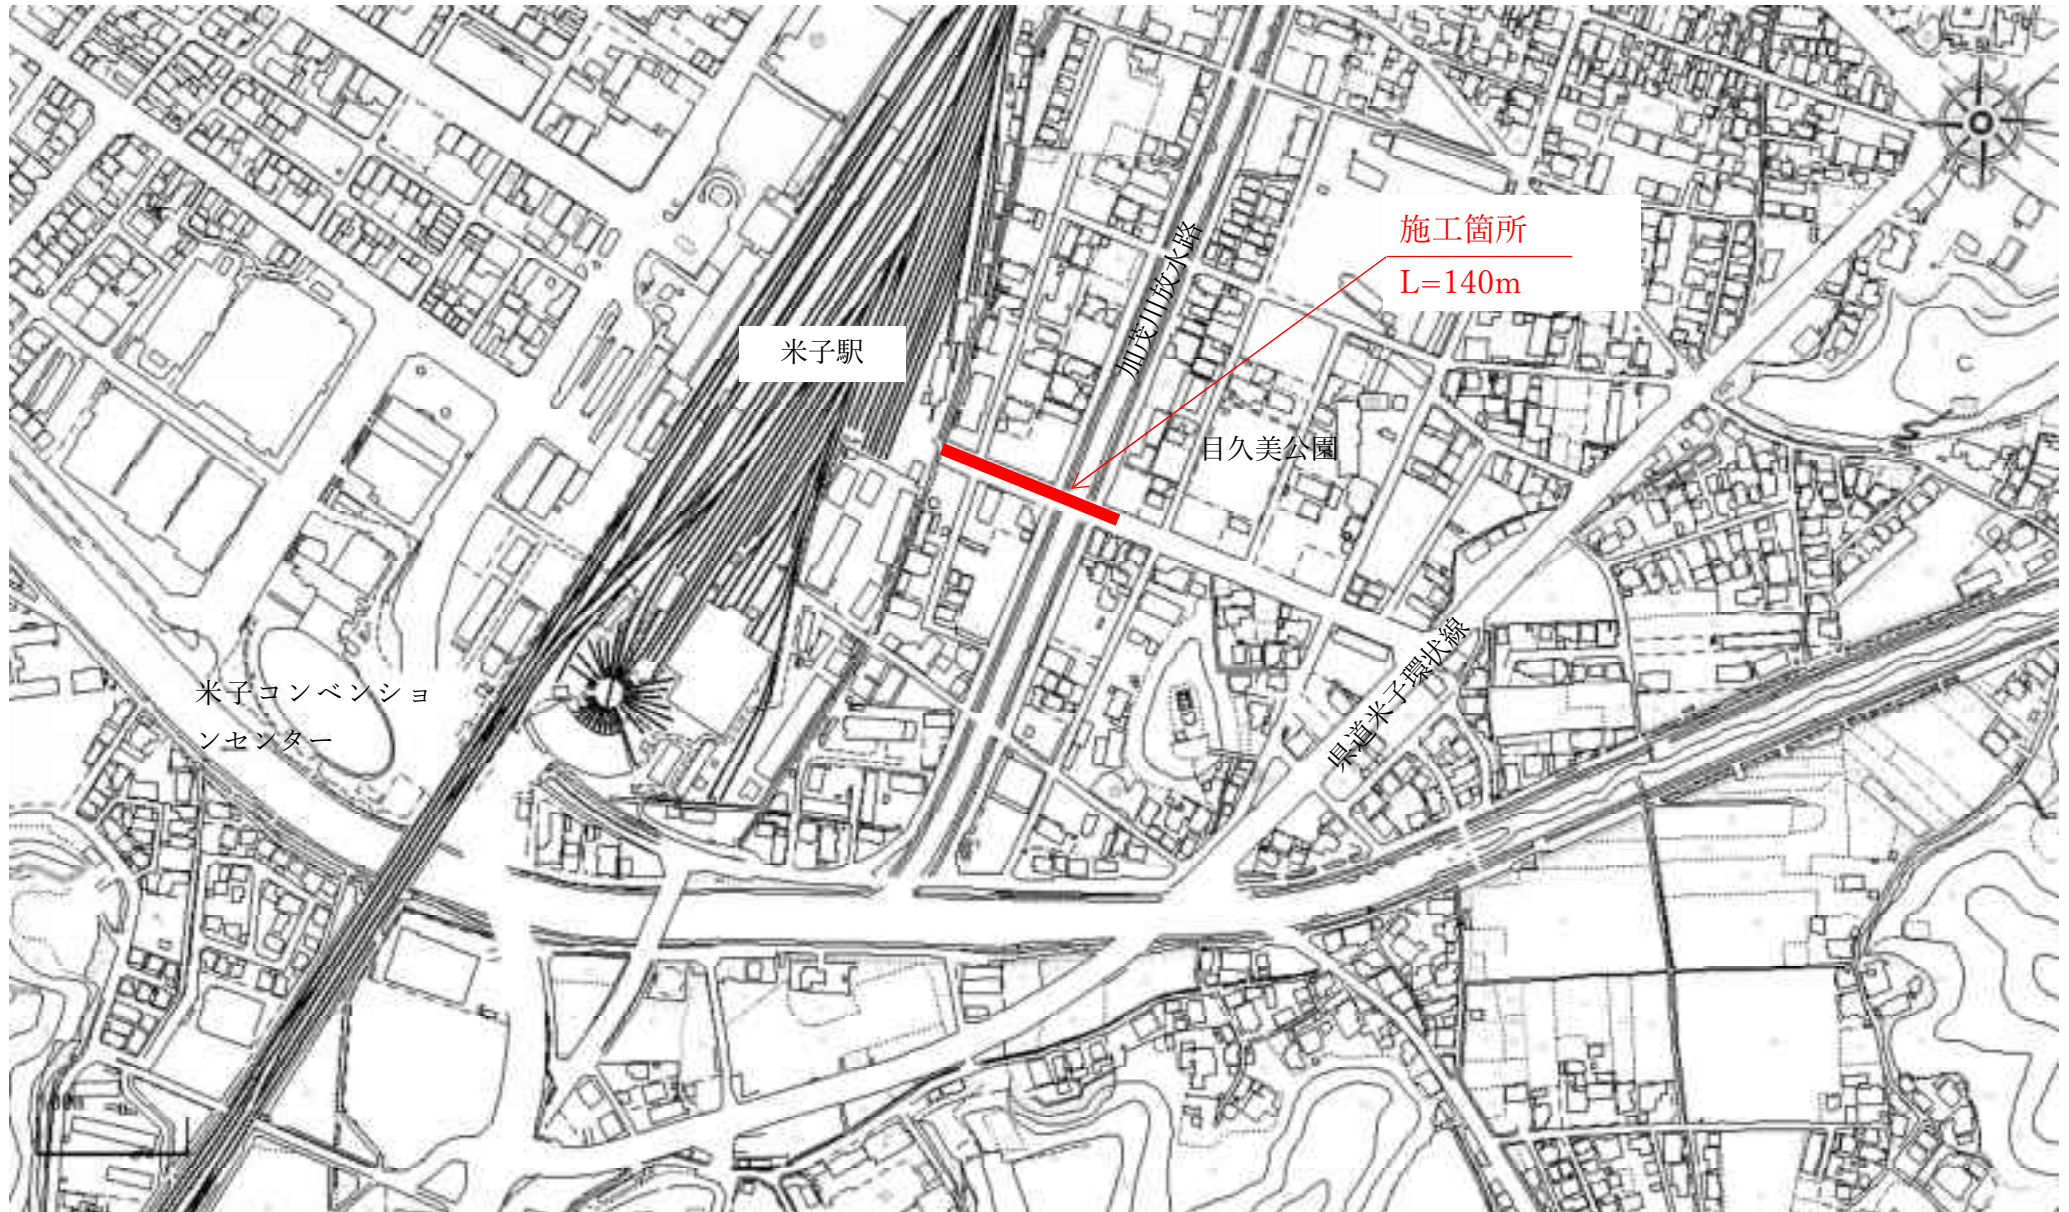 施工箇所
L=140m
加茂川放水路
米子駅
目久美公園
県道米子環状線
米子コンベンショ
ンセンター